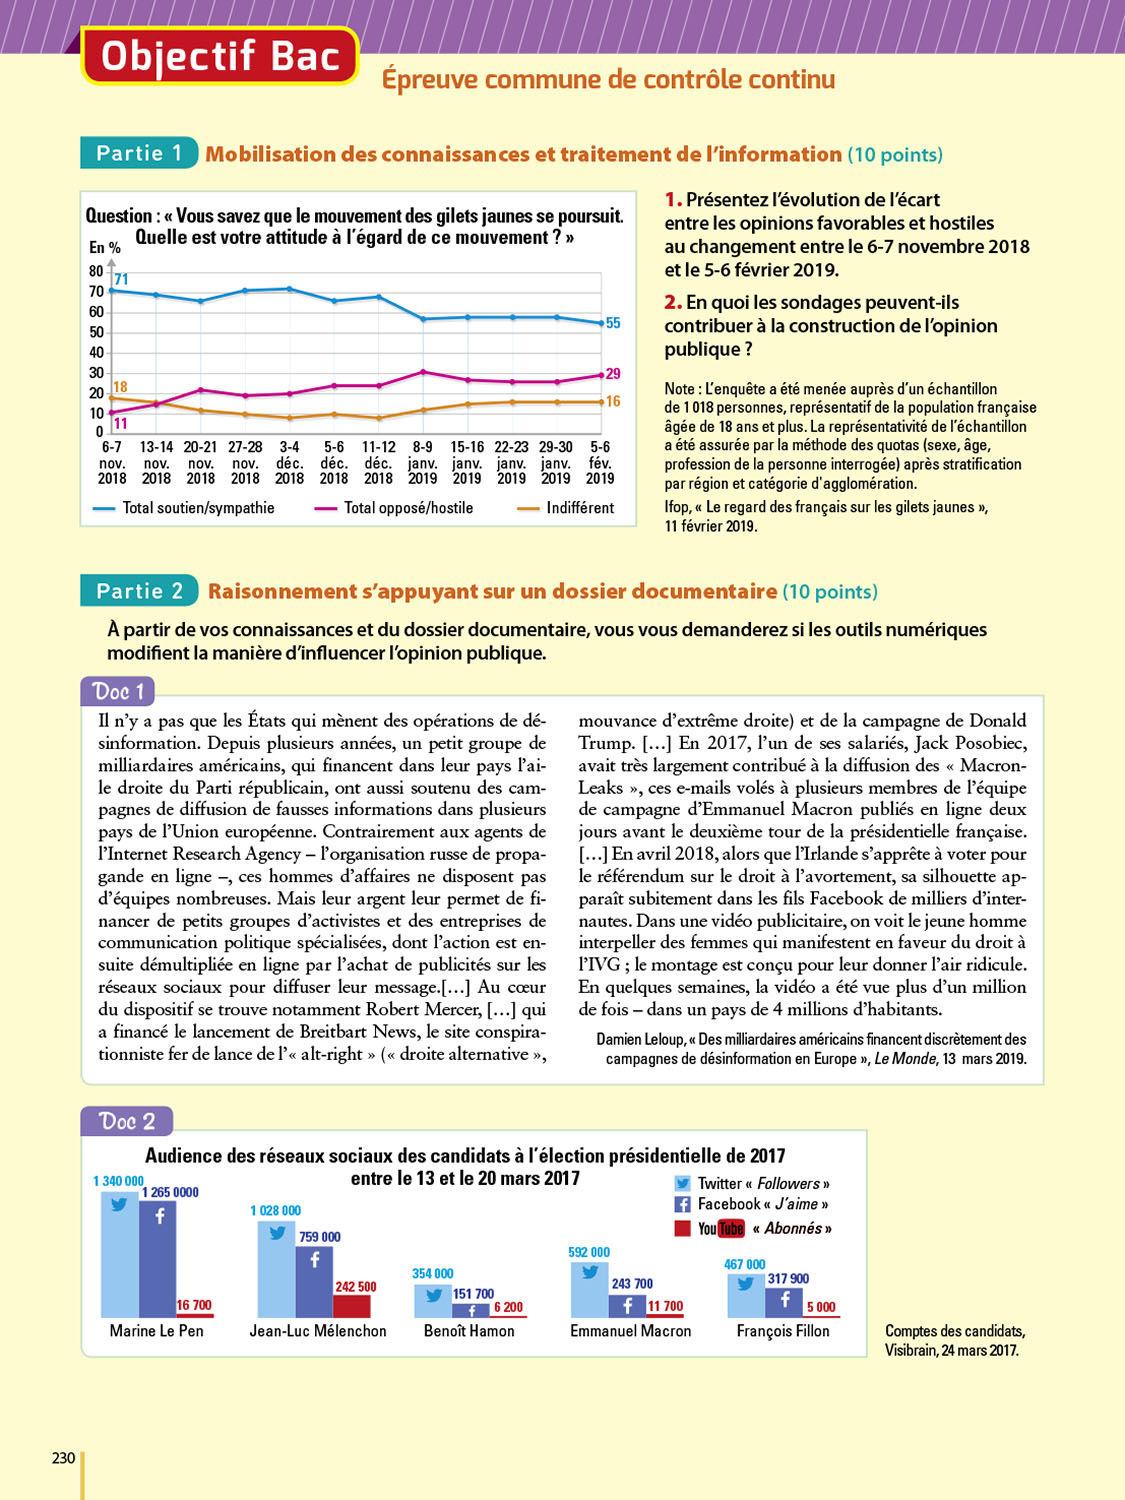 Objectif Bac
Épreuve commune de contrôle continu
Partie 1 Mobilisation des connaissances et traitement de l'information (10 points)
Question : « Vous savez que le mouvement des gilets jaunes se poursuit.
Quelle est votre attitude à l'égard de ce mouvement ? »
En %
80
70
60
50
40
30
20
10
0
71
18
11
55
29
16
6-7 13-14 20-21 27-28 3-4 5-6 11-12 8-9 15-16 22-23 29-30 5-6
nov. nov. nov. nov. déc. déc. déc. janv. janv. janv. janv. fév.
2018 2018 2018 2018 2018 2018 2018 2019 2019 2019 2019 2019
Total soutien/sympathie Total opposé/hostile Indifférent
1. Présentez l'évolution de l'écart
entre les opinions favorables et hostiles
au changement entre le 6-7 novembre 2018
et le 5-6 février 2019.
2. En quoi les sondages peuvent-ils
contribuer à la construction de l'opinion
publique ?
Note : L'enquête a été menée auprès d'un échantillon
de 1 018 personnes, représentatif de la population française
âgée de 18 ans et plus. La représentativité de l'échantillon
a été assurée par la méthode des quotas (sexe, âge,
profession de la personne interrogée) après stratification
par région et catégorie d'agglomération.
Ifop, « Le regard des français sur les gilets jaunes »,
11 février 2019.
Partie 2 Raisonnement s'appuyant sur un dossier documentaire (10 points)
À partir de vos connaissances et du dossier documentaire, vous vous demanderez si les outils numériques
modifient la manière d'influencer l'opinion publique.
Doc 1
Il n'y a pas que les États qui mènent des opérations de dé-
sinformation. Depuis plusieurs années, un petit groupe de
milliardaires américains, qui financent dans leur pays l'ai-
le droite du Parti républicain, ont aussi soutenu des cam-
pagnes de diffusion de fausses informations dans plusieurs
pays de l'Union européenne. Contrairement aux agents de
l'Internet Research Agency – l'organisation russe de propa-
gande en ligne –, ces hommes d'affaires ne disposent pas
d'équipes nombreuses. Mais leur argent leur permet de fi-
nancer de petits groupes d'activistes et des entreprises de
communication politique spécialisées, dont l'action est en-
suite démultipliée en ligne par l'achat de publicités sur les
réseaux sociaux pour diffuser leur message.[…] Au cœur
du dispositif se trouve notamment Robert Mercer, […] qui
a financé le lancement de Breitbart News, le site conspira-
tionniste fer de lance de l'« alt-right » (« droite alternative »,
mouvance d'extrême droite) et de la campagne de Donald
Trump. […] En 2017, l'un de ses salariés, Jack Posobiec,
avait très largement contribué à la diffusion des « Macron-
Leaks », ces e-mails volés à plusieurs membres de l'équipe
de campagne d'Emmanuel Macron publiés en ligne deux
jours avant le deuxième tour de la présidentielle française.
[…] En avril 2018, alors que l'Irlande s'apprête à voter pour
le référendum sur le droit à l'avortement, sa silhouette ap-
paraît subitement dans les fils Facebook de milliers d'inter-
nautes. Dans une vidéo publicitaire, on voit le jeune homme
interpeller des femmes qui manifestent en faveur du droit à
l'IVG ; le montage est conçu pour leur donner l'air ridicule.
En quelques semaines, la vidéo a été vue plus d'un million
de fois – dans un pays de 4 millions d'habitants.
Damien Leloup, « Des milliardaires américains financent discrètement des
campagnes de désinformation en Europe », Le Monde, 13 mars 2019.
Doc 2
Audience des réseaux sociaux des candidats à l'élection présidentielle de 2017
entre le 13 et le 20 mars 2017
Twitter « Followers »
Facebook « J'aime »
YouTube « Abonnés »
1 340 000
1 265 0000
16 700
1 028 000
759 000
242 500
354 000
151 700
6 200
592 000
243 700
11 700
467 000
317 900
5 000
Marine Le Pen Jean-Luc Mélenchon Benoît Hamon Emmanuel Macron François Fillon
Comptes des candidats,
Visibrain, 24 mars 2017.
230